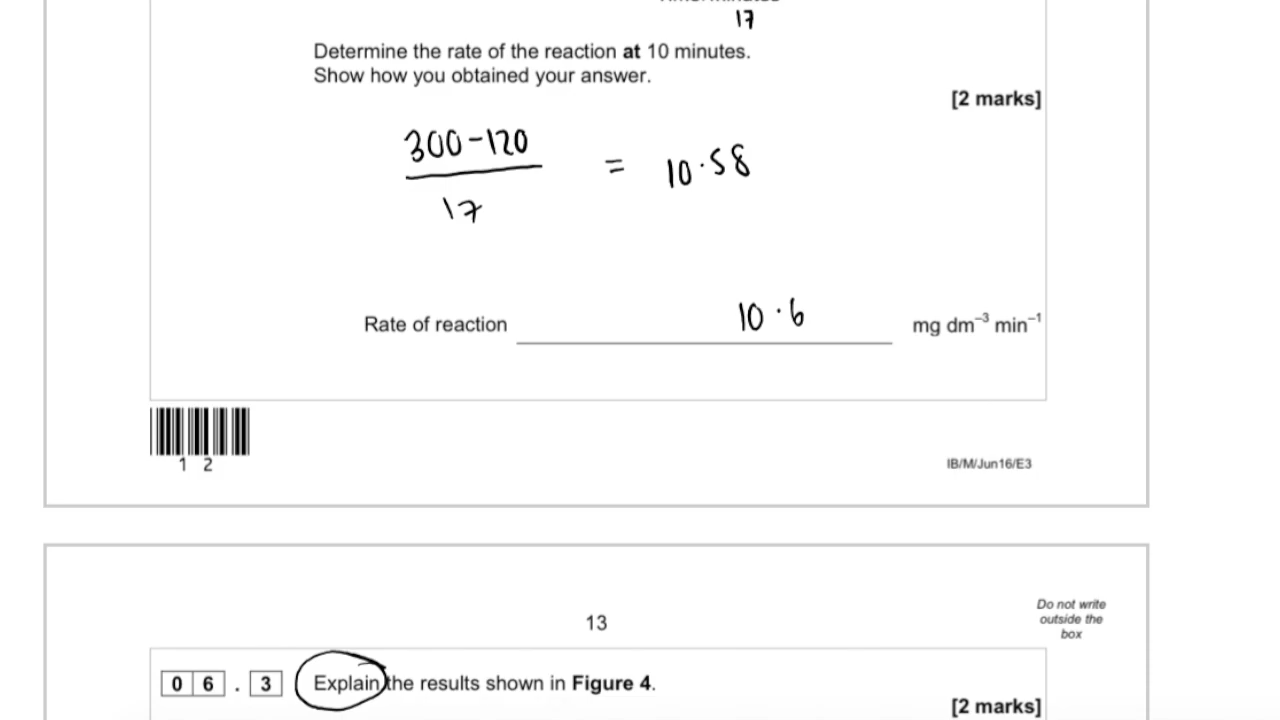 17
Determine the rate of the reaction at 10 minutes.
Show how you obtained your answer.
[2 marks]
300-120
17
= 10.58
Rate of reaction 10.6 mg dm⁻³ min⁻¹
1 2
IB/M/Jun16/E3
13
Do not write
outside the
box
0 6 . 3 Explain the results shown in Figure 4.
[2 marks]